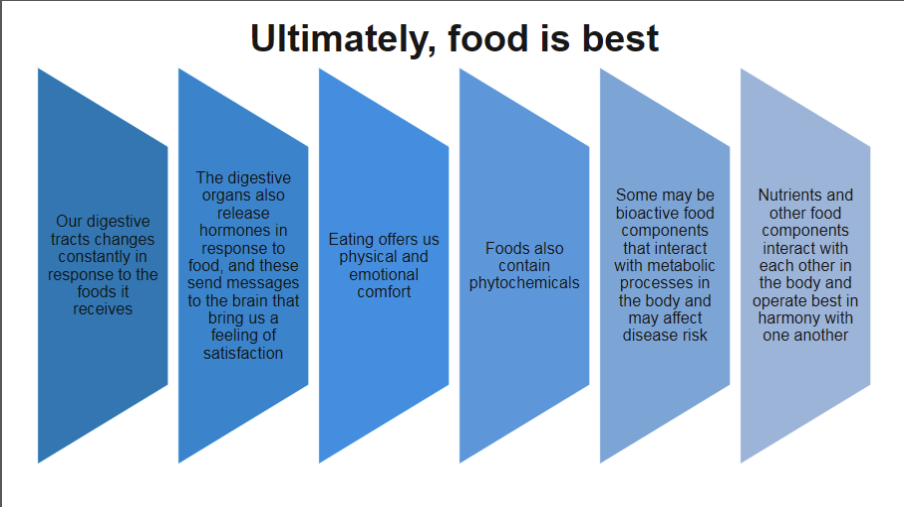 Ultimately, food is best
Our digestive
tracts changes
constantly in
response to the
foods it
receives
The digestive
organs also
release
hormones in
response to
food, and these
send messages
to the brain that
bring us a
feeling of
satisfaction
Eating offers us
physical and
emotional
comfort
Foods also
contain
phytochemicals
Some may be
bioactive food
components
that interact
with metabolic
processes in
the body and
may affect
disease risk
Nutrients and
other food
components
interact with
each other in
the body and
operate best in
harmony with
one another